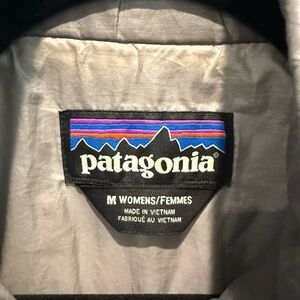 patagonia®
M WOMENS/FEMMES
MADE IN VIETNAM
FABRIQUÉ AU VIETNAM